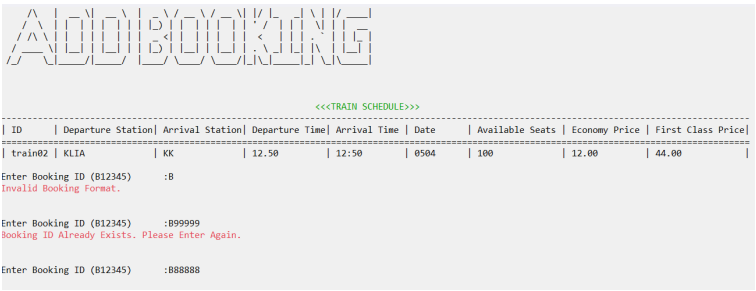 ADD BOOKING
<<<TRAIN SCHEDULE>>>
| ID | Departure Station| Arrival Station| Departure Time| Arrival Time | Date | Available Seats | Economy Price | First Class Price|
| train02 | KLIA | KK | 12.50 | 12:50 | 0504 | 100 | 12.00 | 44.00 |
Enter Booking ID (B12345) :B
Invalid Booking Format.
Enter Booking ID (B12345) :B99999
Booking ID Already Exists. Please Enter Again.
Enter Booking ID (B12345) :B88888